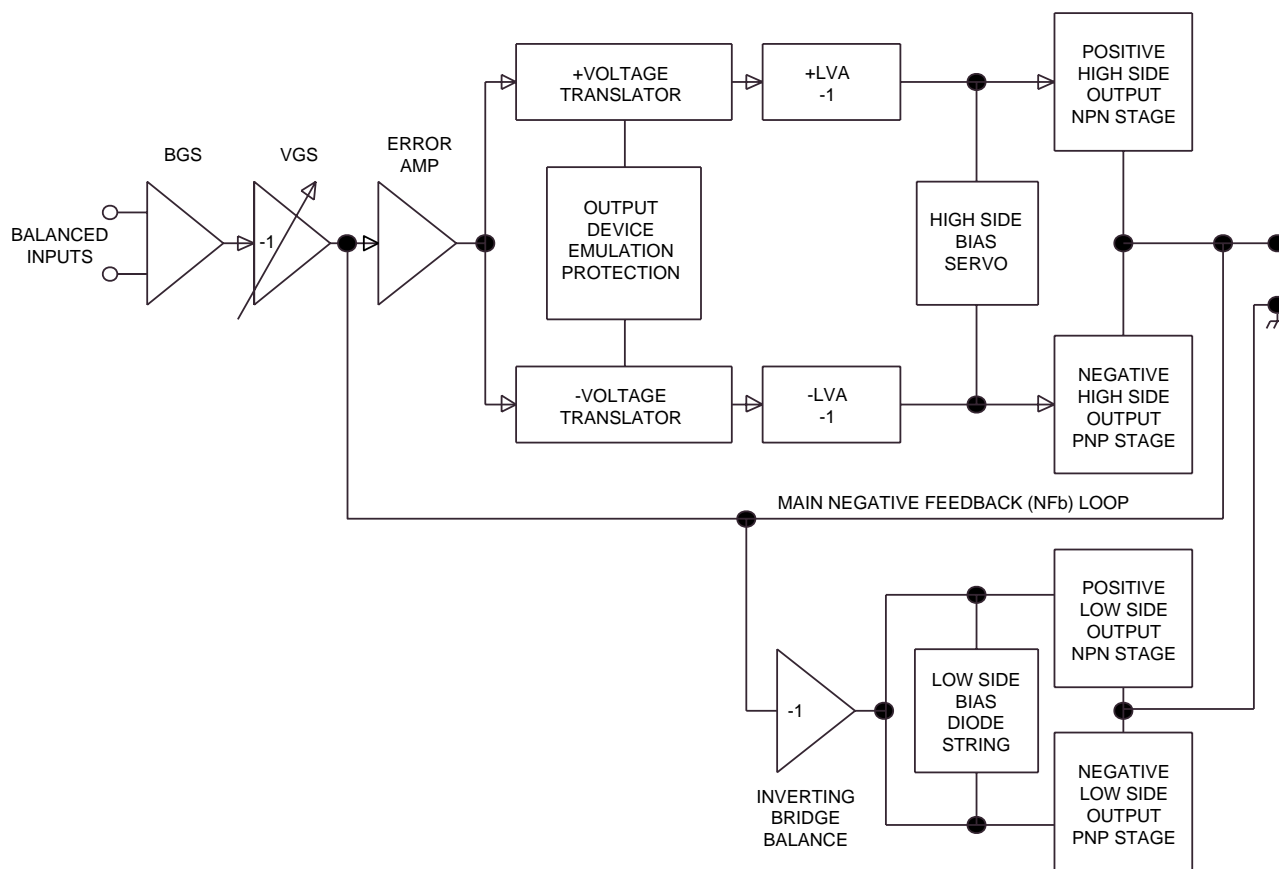 BALANCED
INPUTS
BGS
-1
VGS
ERROR
AMP
+VOLTAGE
TRANSLATOR
+LVA
-1
OUTPUT
DEVICE
EMULATION
PROTECTION
-VOLTAGE
TRANSLATOR
-LVA
-1
HIGH SIDE
BIAS
SERVO
POSITIVE
HIGH SIDE
OUTPUT
NPN STAGE
NEGATIVE
HIGH SIDE
OUTPUT
PNP STAGE
MAIN NEGATIVE FEEDBACK (NFb) LOOP
-1
INVERTING
BRIDGE
BALANCE
LOW SIDE
BIAS
DIODE
STRING
POSITIVE
LOW SIDE
OUTPUT
NPN STAGE
NEGATIVE
LOW SIDE
OUTPUT
PNP STAGE